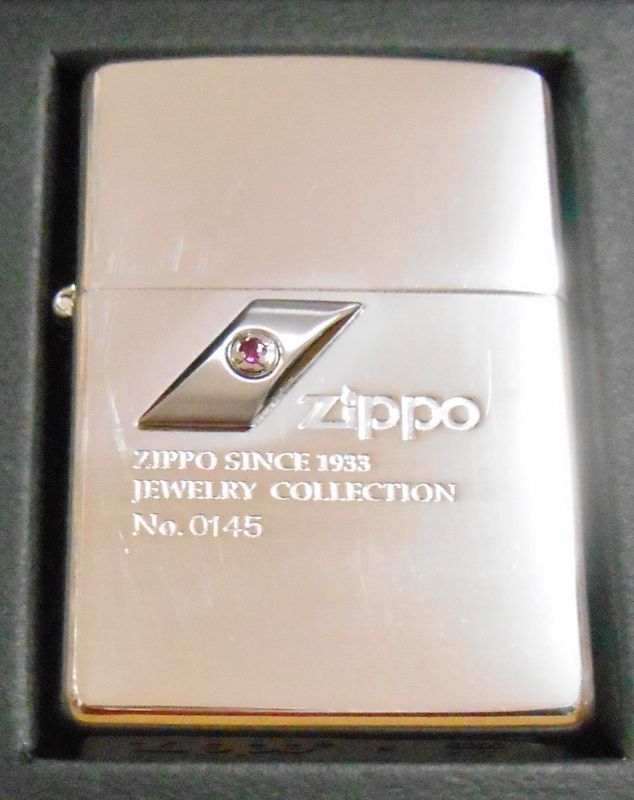 Zippo
ZIPPO SINCE 1933
JEWELRY COLLECTION
No. 0145